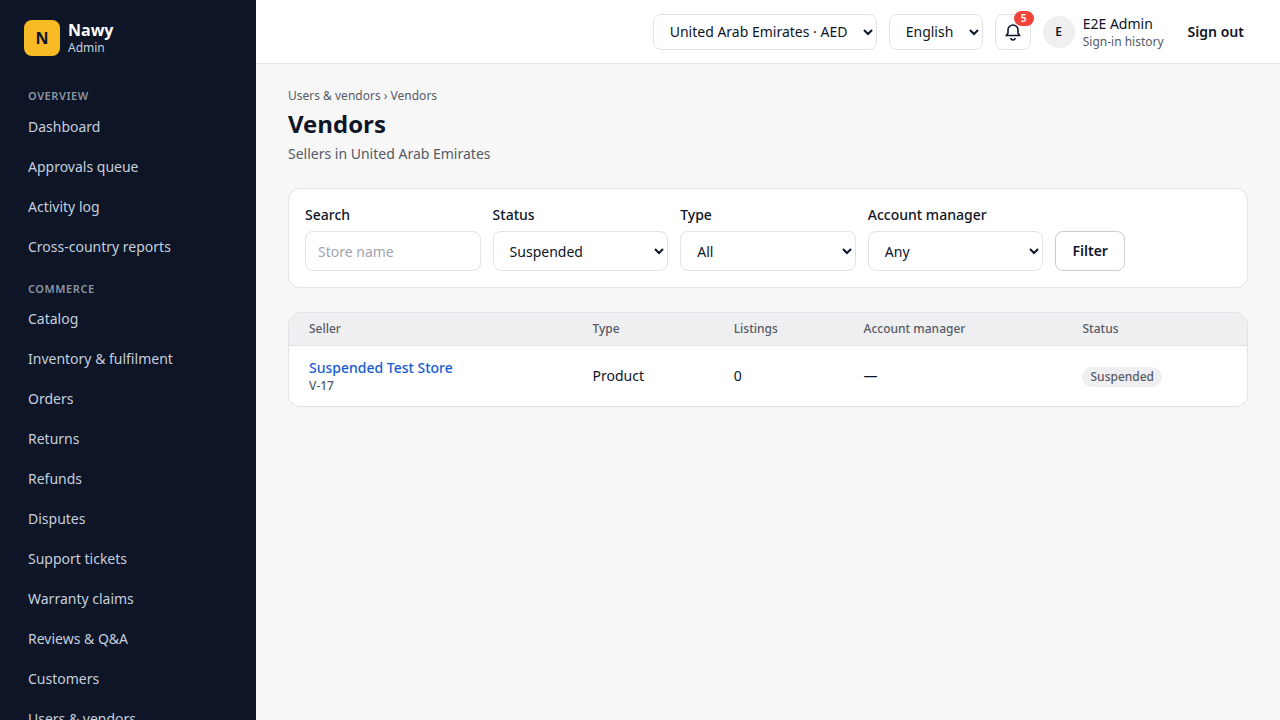 N
Nawy
Admin
OVERVIEW
Dashboard
Approvals queue
Activity log
Cross-country reports
COMMERCE
Catalog
Inventory & fulfilment
Orders
Returns
Refunds
Disputes
Support tickets
Warranty claims
Reviews & Q&A
Customers
Users & vendors
United Arab Emirates · AED
English
5
E
E2E Admin
Sign-in history
Sign out
Users & vendors › Vendors
Vendors
Sellers in United Arab Emirates
Search Status Type Account manager
Store name Suspended All Any Filter
Seller Type Listings Account manager Status
Suspended Test Store
V-17
Product 0 — Suspended